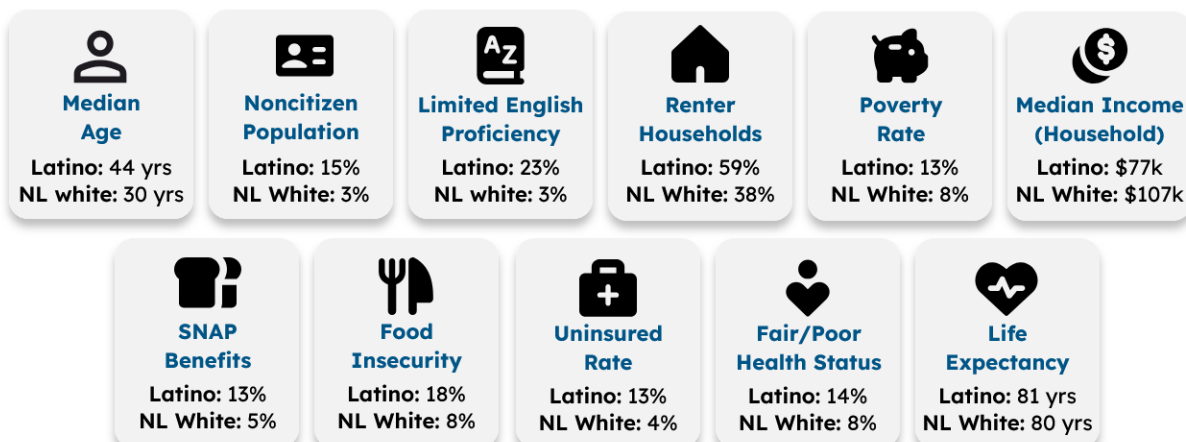 AZ
Median
Age
Latino: 44 yrs
NL white: 30 yrs
Noncitizen
Population
Latino: 15%
NL White: 3%
Limited English
Proficiency
Latino: 23%
NL white: 3%
Renter
Households
Latino: 59%
NL White: 38%
Poverty
Rate
Latino: 13%
NL White: 8%
$
Median Income
(Household)
Latino: $77k
NL White: $107k
SNAP
Benefits
Latino: 13%
NL White: 5%
Food
Insecurity
Latino: 18%
NL White: 8%
Uninsured
Rate
Latino: 13%
NL White: 4%
Fair/Poor
Health Status
Latino: 14%
NL White: 8%
Life
Expectancy
Latino: 81 yrs
NL White: 80 yrs